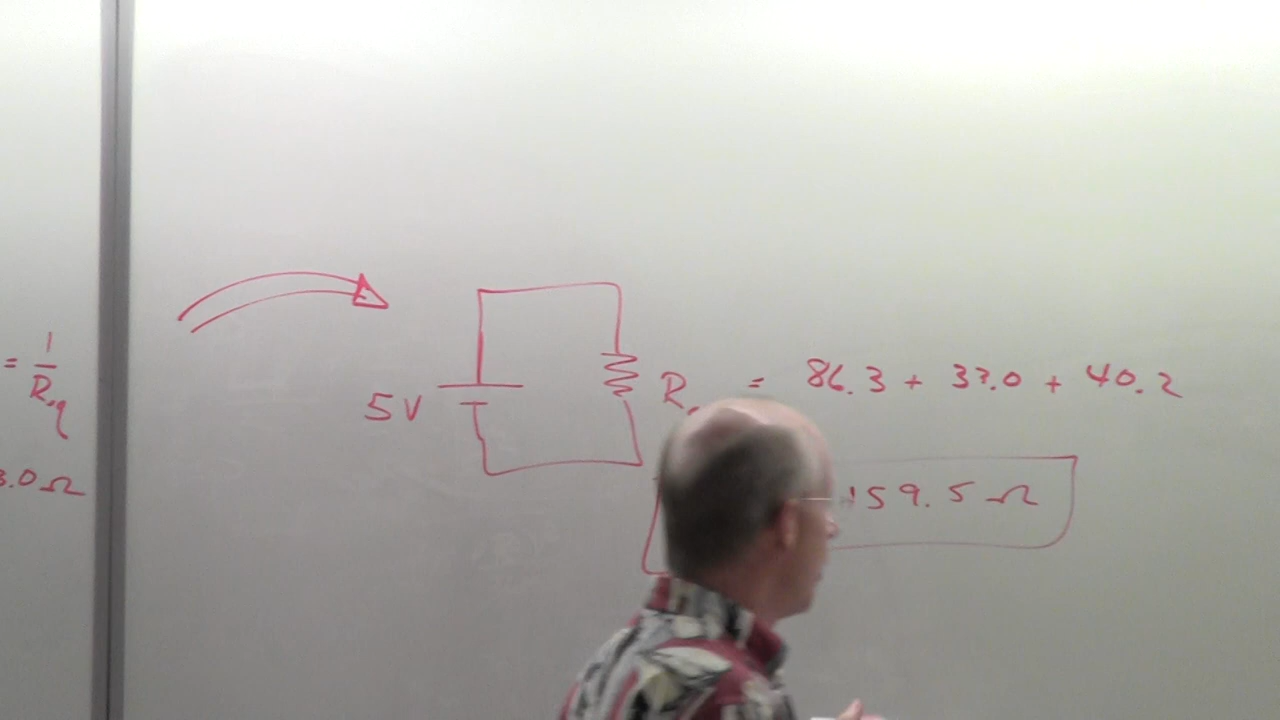 = 1/R
3.0 Ω
5V
R = 86.3 + 33.0 + 40.2
159.5 Ω